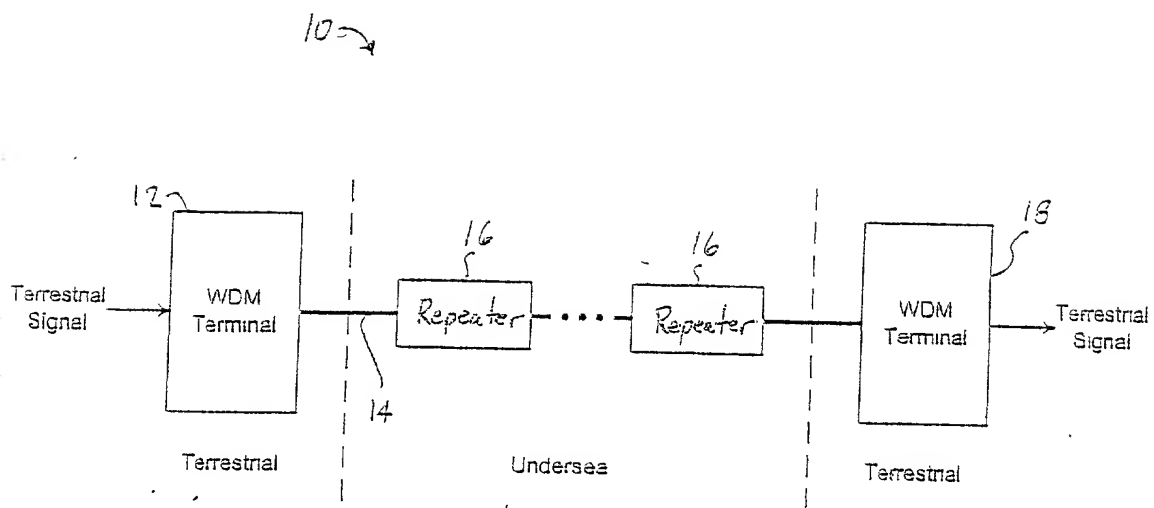 10
12
16
16
18
Terrestrial
Signal
WDM
Terminal
Repeater
Repeater
WDM
Terminal
Terrestrial
Signal
14
Terrestrial
Undersea
Terrestrial